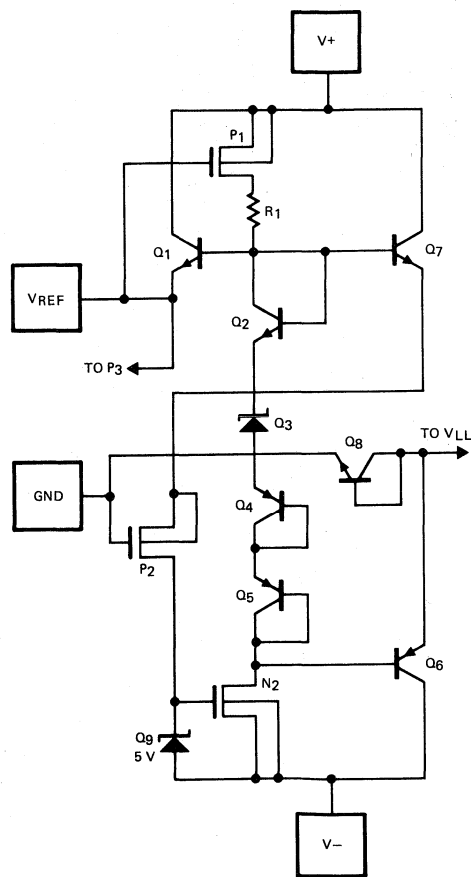 V+
P1
R1
Q1
Q7
VREF
Q2
TO P3
Q3
Q8
TO VLL
GND
Q4
P2
Q5
Q6
N2
Q9
5 V
V–